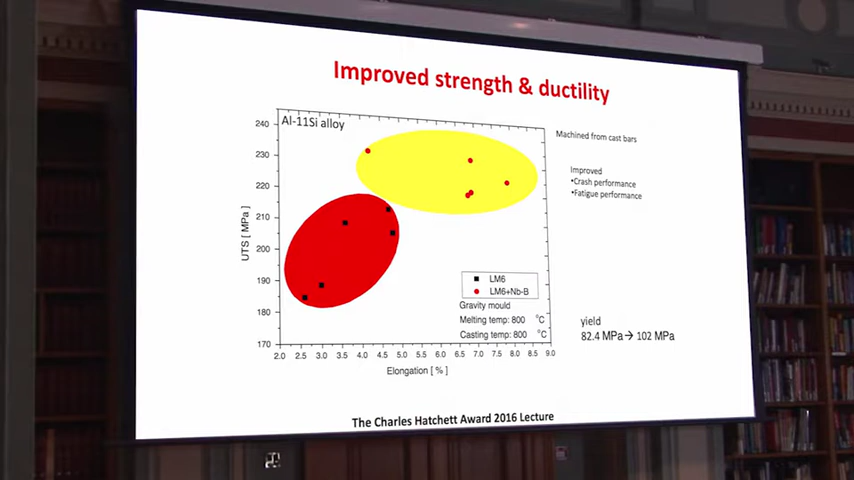 Improved strength & ductility
Al-11Si alloy
Machined from cast bars
Improved
•Crash performance
•Fatigue performance
240
230
220
210
200
190
180
170
UTS [ MPa ]
LM6
LM6+Nb-B
Gravity mould
Melting temp: 800 °C
Casting temp: 800 °C
yield
82.4 MPa→ 102 MPa
2.0 2.5 3.0 3.5 4.0 4.5 5.0 5.5 6.0 6.5 7.0 7.5 8.0 8.5 9.0
Elongation [ % ]
The Charles Hatchett Award 2016 Lecture